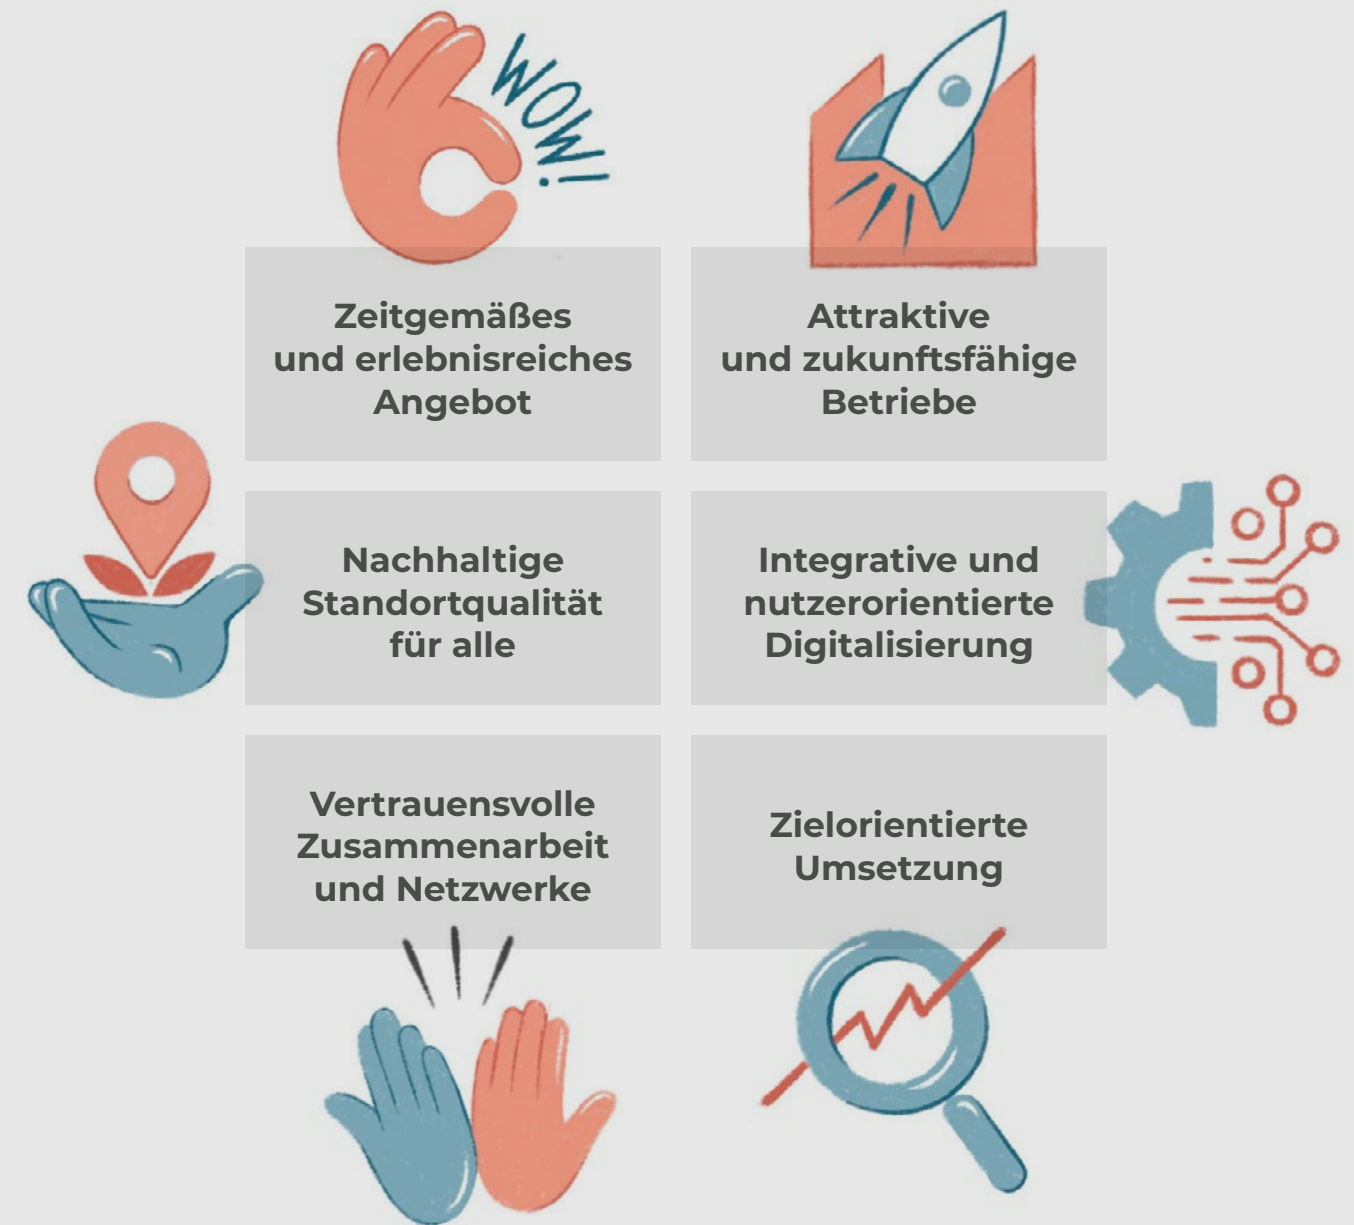 WOW!
Zeitgemäßes
und erlebnisreiches
Angebot
Attraktive
und zukunftsfähige
Betriebe
Nachhaltige
Standortqualität
für alle
Integrative und
nutzerorientierte
Digitalisierung
Vertrauensvolle
Zusammenarbeit
und Netzwerke
Zielorientierte
Umsetzung